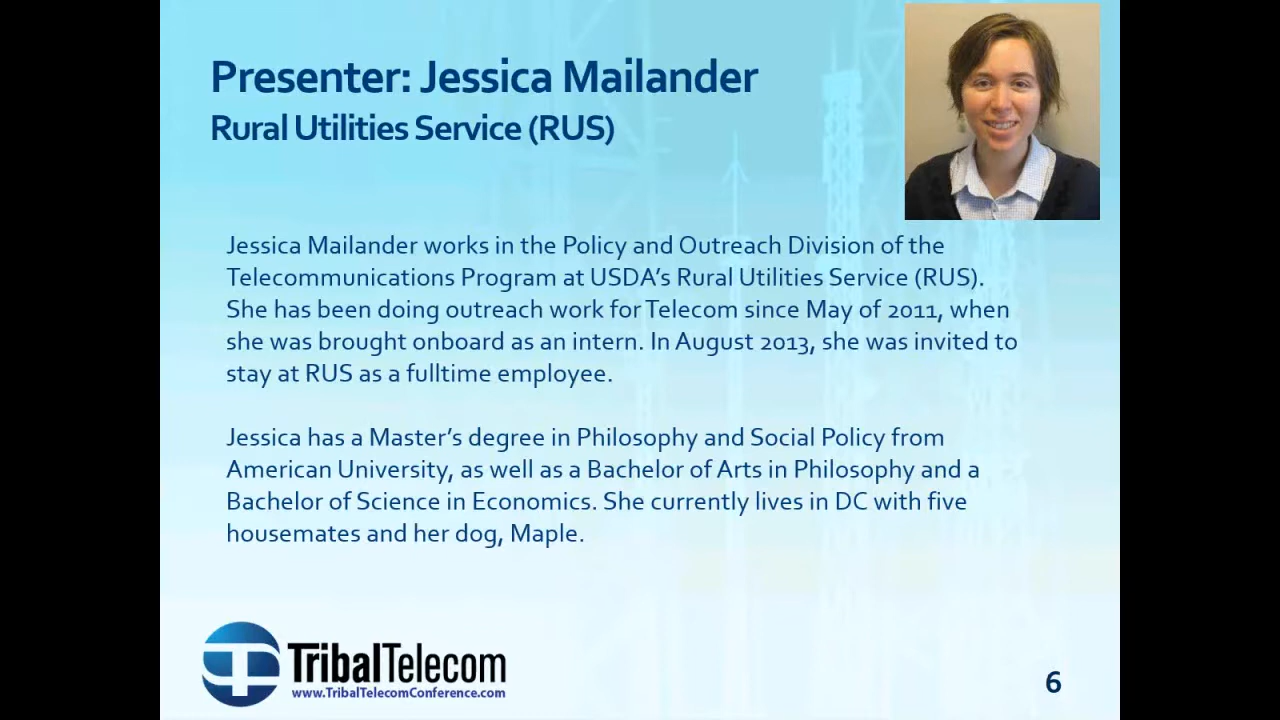 Presenter: Jessica Mailander
Rural Utilities Service (RUS)
Jessica Mailander works in the Policy and Outreach Division of the
Telecommunications Program at USDA’s Rural Utilities Service (RUS).
She has been doing outreach work for Telecom since May of 2011, when
she was brought onboard as an intern. In August 2013, she was invited to
stay at RUS as a fulltime employee.
Jessica has a Master’s degree in Philosophy and Social Policy from
American University, as well as a Bachelor of Arts in Philosophy and a
Bachelor of Science in Economics. She currently lives in DC with five
housemates and her dog, Maple.
TribalTelecom
www.TribalTelecomConference.com
6